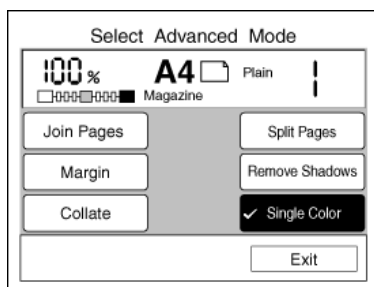 Select Advanced Mode
100 % A4 Plain 1
Magazine
Join Pages Split Pages
Margin Remove Shadows
Collate Single Color
Exit